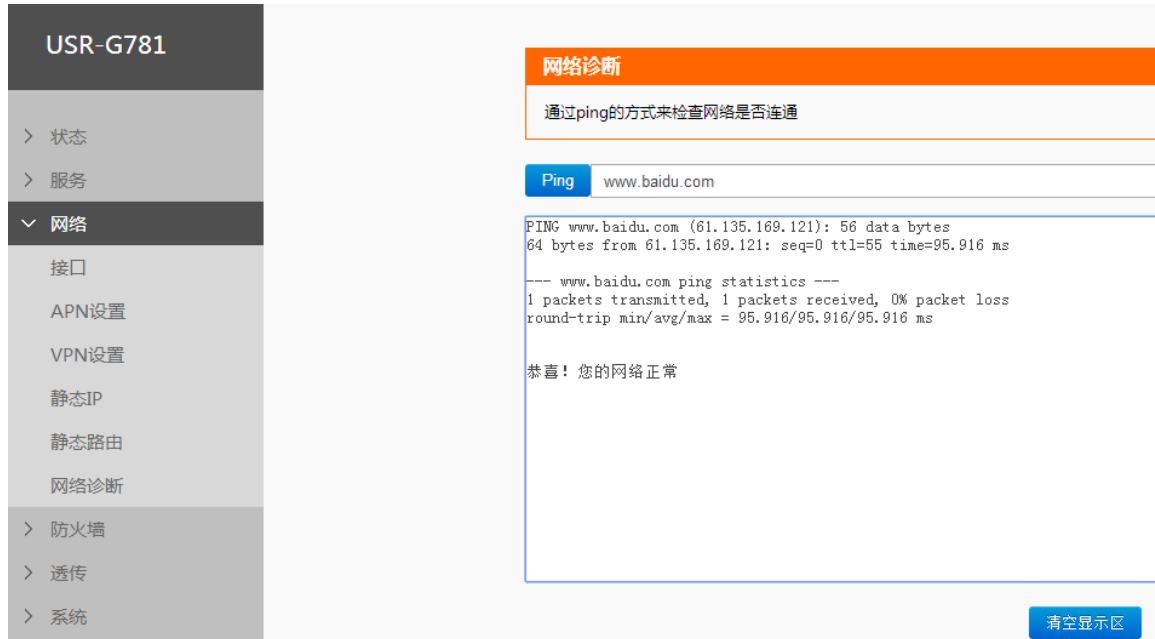 USR-G781
状态
服务
网络
接口
APN设置
VPN设置
静态IP
静态路由
网络诊断
防火墙
透传
系统
网络诊断
通过ping的方式来检查网络是否连通
Ping www.baidu.com
PING www.baidu.com (61.135.169.121): 56 data bytes
64 bytes from 61.135.169.121: seq=0 ttl=55 time=95.916 ms
--- www.baidu.com ping statistics ---
1 packets transmitted, 1 packets received, 0% packet loss
round-trip min/avg/max = 95.916/95.916/95.916 ms
恭喜！您的网络正常
清空显示区